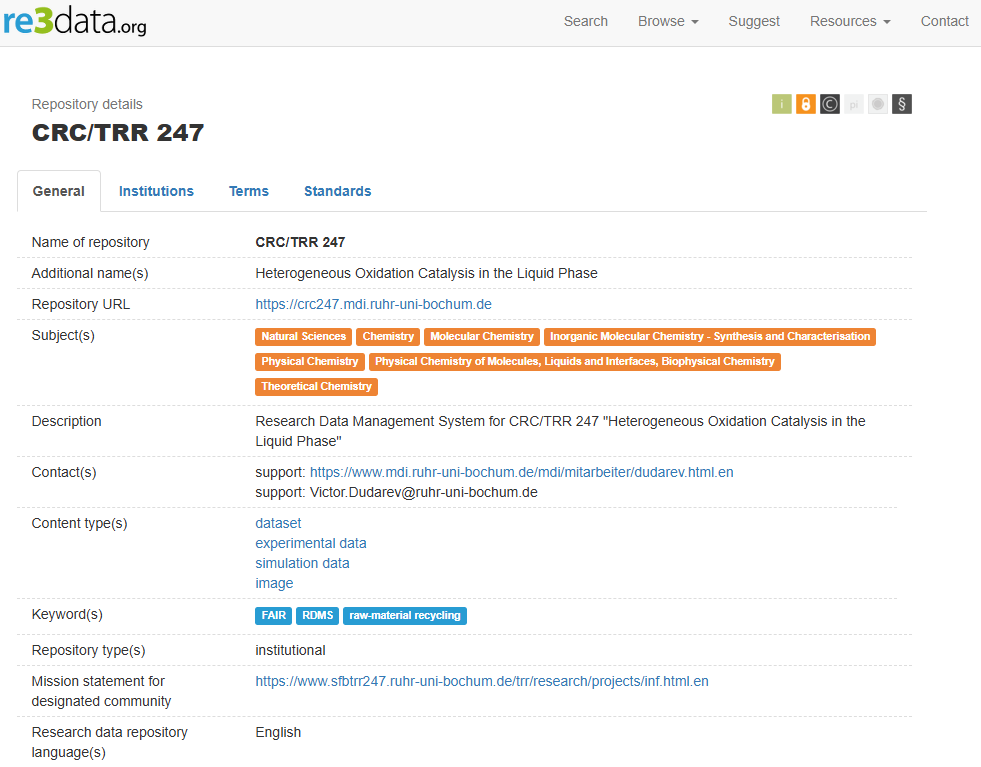 re3data.org Search Browse Suggest Resources Contact
Repository details
i © pi §
CRC/TRR 247
General Institutions Terms Standards
Name of repository CRC/TRR 247
Additional name(s) Heterogeneous Oxidation Catalysis in the Liquid Phase
Repository URL https://crc247.mdi.ruhr-uni-bochum.de
Subject(s) Natural Sciences Chemistry Molecular Chemistry Inorganic Molecular Chemistry - Synthesis and Characterisation
Physical Chemistry Physical Chemistry of Molecules, Liquids and Interfaces, Biophysical Chemistry
Theoretical Chemistry
Description Research Data Management System for CRC/TRR 247 "Heterogeneous Oxidation Catalysis in the
Liquid Phase"
Contact(s) support: https://www.mdi.ruhr-uni-bochum.de/mdi/mitarbeiter/dudarev.html.en
support: Victor.Dudarev@ruhr-uni-bochum.de
Content type(s) dataset
experimental data
simulation data
image
Keyword(s) FAIR RDMS raw-material recycling
Repository type(s) institutional
Mission statement for https://www.sfbtrr247.ruhr-uni-bochum.de/trr/research/projects/inf.html.en
designated community
Research data repository English
language(s)